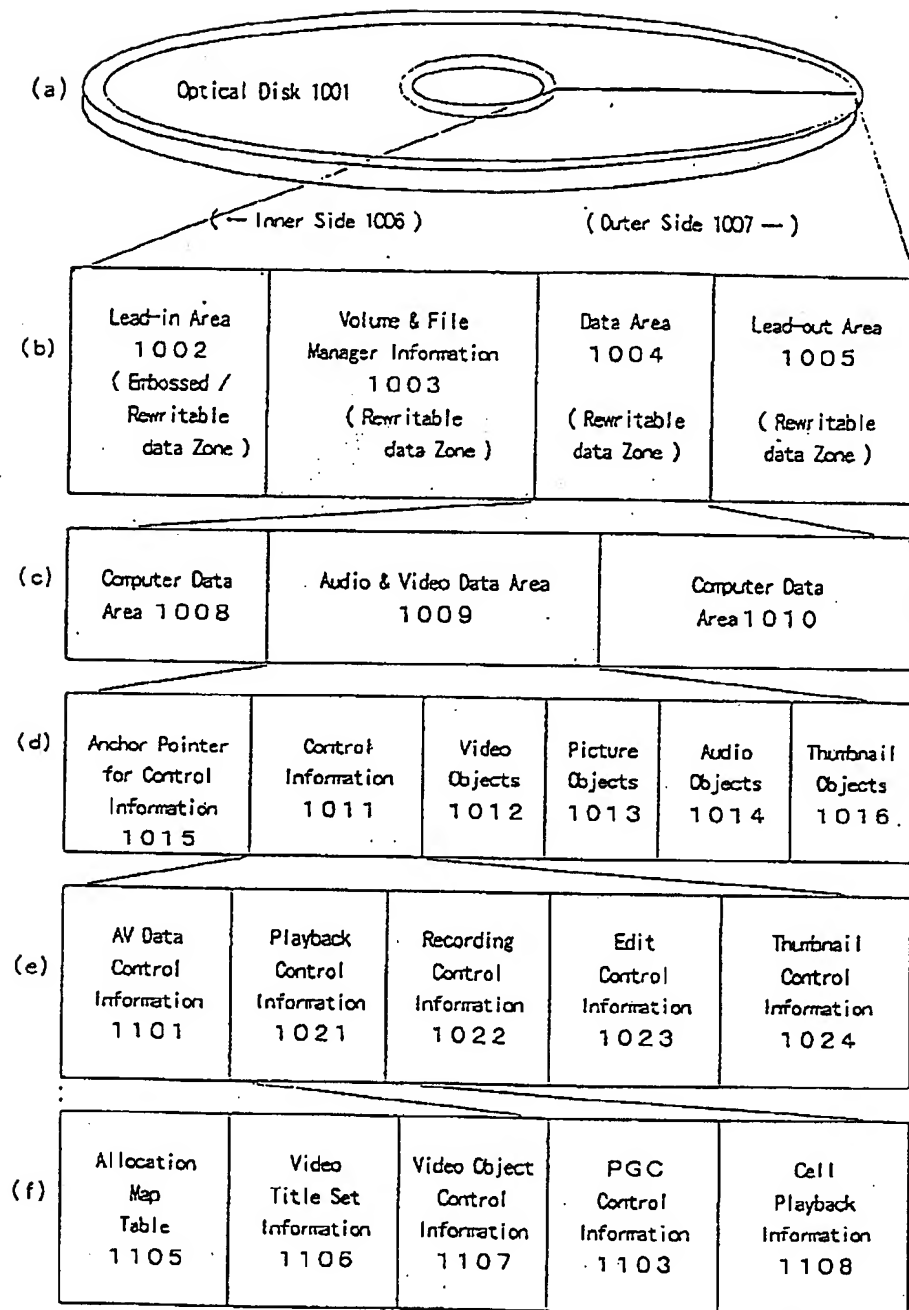 (a)
Optical Disk 1001
(← Inner Side 1006 )
( Outer Side 1007 — )
(b)
Lead-in Area
1002
( Embossed /
Rewritable
data Zone )
Volume & File
Manager Information
1003
( Rewritable
data Zone )
Data Area
1004
( Rewritable
data Zone )
Lead-out Area
1005
( Rewritable
data Zone )
(c)
Computer Data
Area 1008
Audio & Video Data Area
1009
Computer Data
Area 1010
(d)
Anchor Pointer
for Control
Information
1015
Control
Information
1011
Video
Objects
1012
Picture
Objects
1013
Audio
Objects
1014
Thumbnail
Objects
1016
(e)
AV Data
Control
Information
1101
Playback
Control
Information
1021
Recording
Control
Information
1022
Edit
Control
Information
1023
Thumbnail
Control
Information
1024
(f)
Allocation
Map
Table
1105
Video
Title Set
Information
1106
Video Object
Control
Information
1107
PGC
Control
Information
1103
Cell
Playback
Information
1108